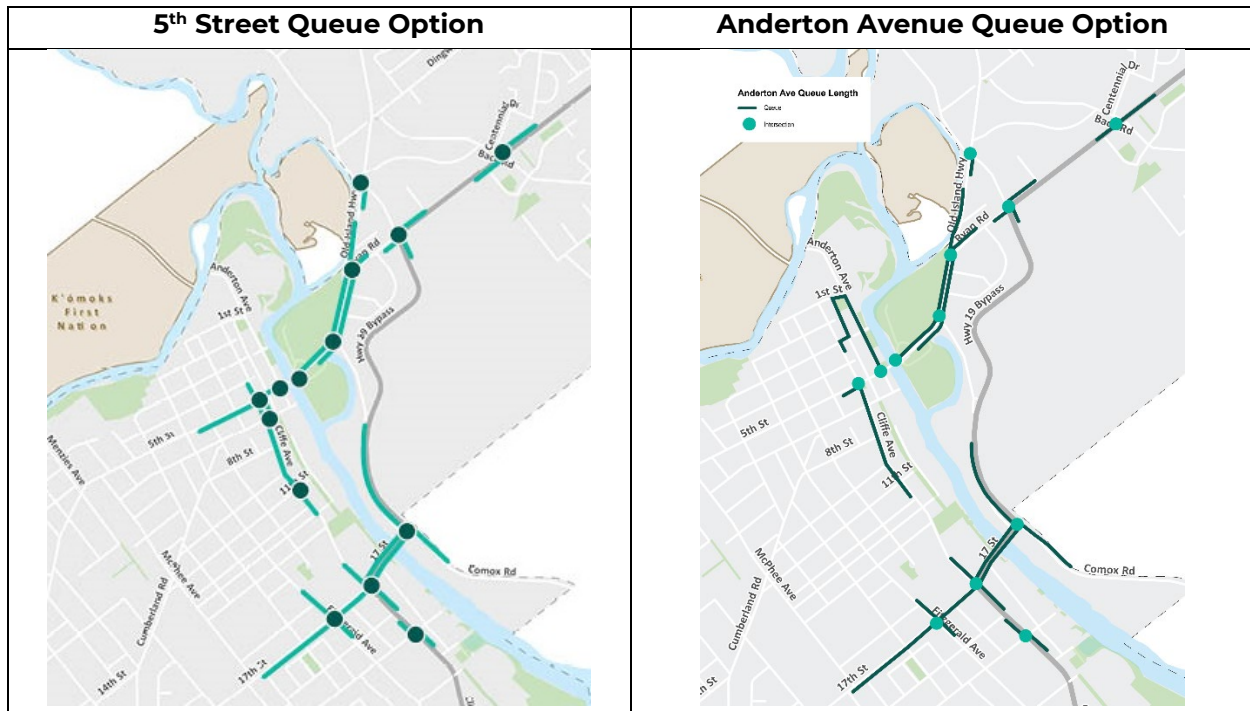 5th Street Queue Option
Dingw
Centennial Dr
Back Rd
Old Island Hwy
Ryan Rd
Anderton Ave
K'ómoks
First
Nation
1st St
Hwy 19 Bypass
5th St
Cliffe Ave
8th St
11th St
Menzies Ave
17 St
McPhee Ave
Comox Rd
Cumberland Rd
Fitzgerald Ave
14th St
17th St
Anderton Avenue Queue Option
Anderton Ave Queue Length
Queue
Intersection
Centennial Dr
Back Rd
Old Island Hwy
Ryan Rd
Anderton Ave
1st St
Hwy 19 Bypass
5th St
Cliffe Ave
8th St
11th St
17 St
McPhee Ave
Comox Rd
Cumberland Rd
Fitzgerald Ave
17th St
h St